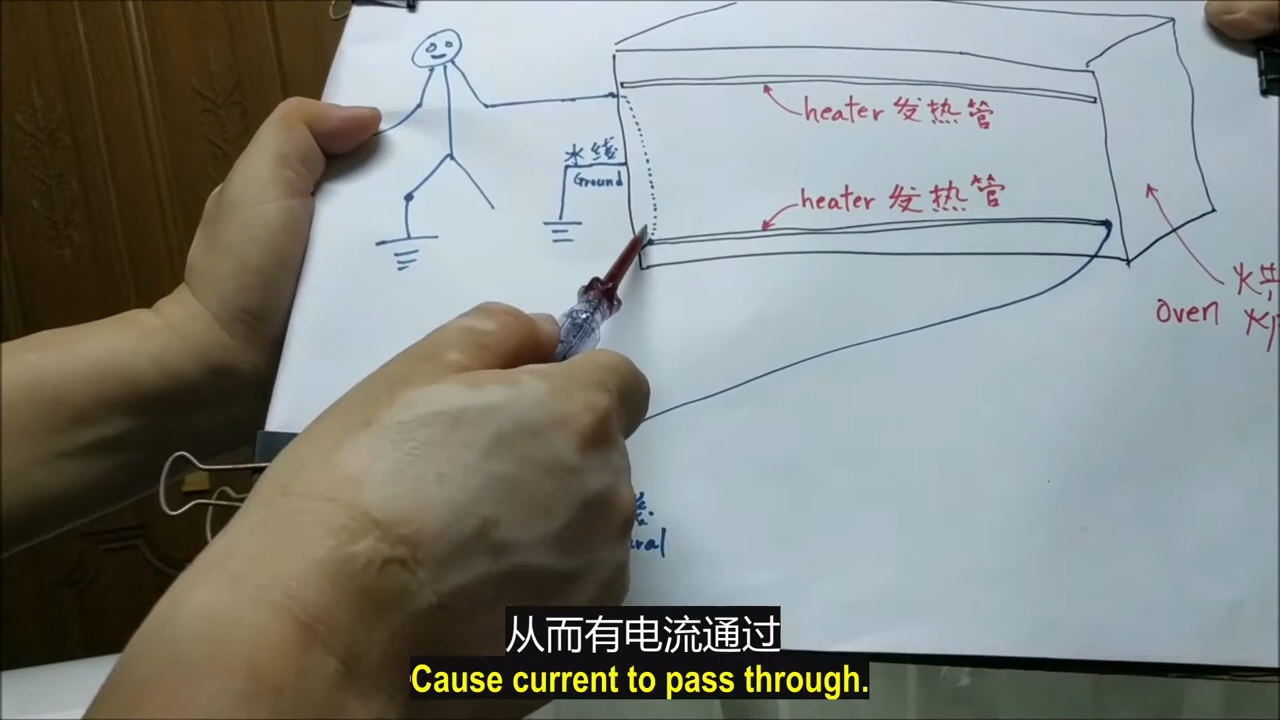 heater 发热管
水线
Ground
heater 发热管
oven
从而有电流通过
Cause current to pass through.